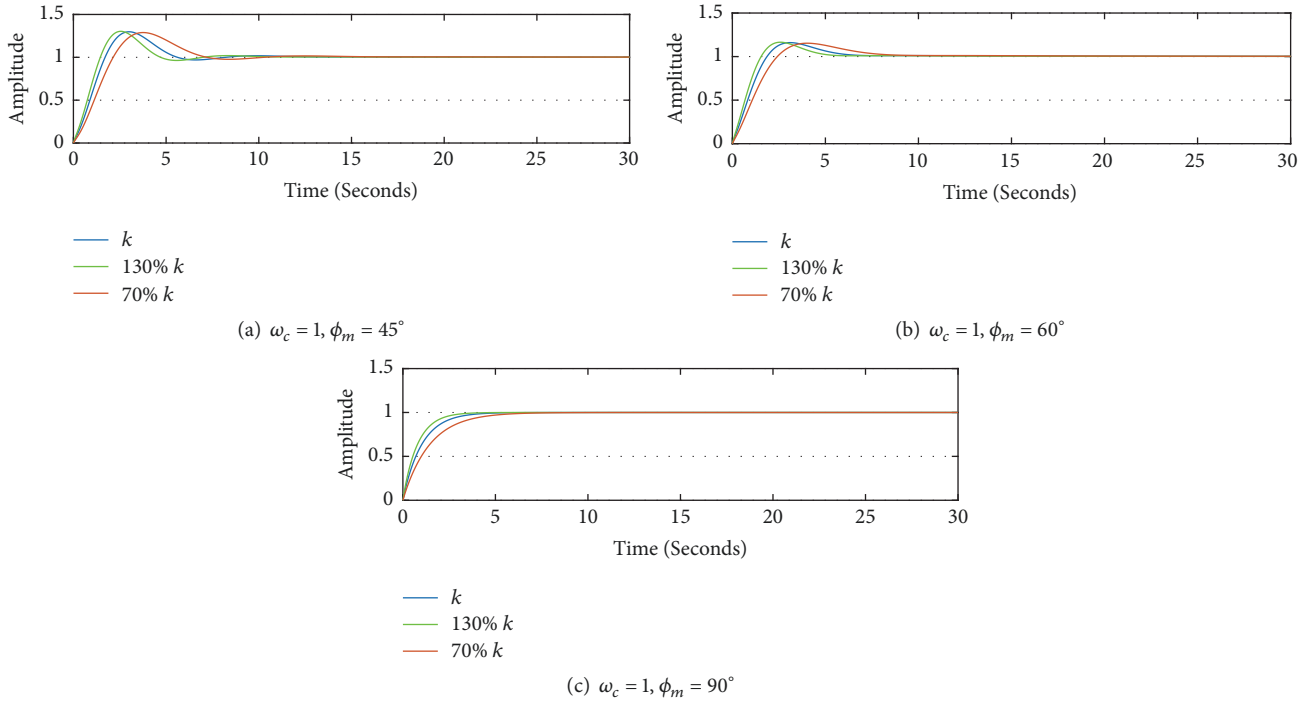 1.5
1
0.5
0
Amplitude
0 5 10 15 20 25 30
Time (Seconds)
k
130% k
70% k
(a) ω_c = 1, ϕ_m = 45°
1.5
1
0.5
0
Amplitude
0 5 10 15 20 25 30
Time (Seconds)
k
130% k
70% k
(b) ω_c = 1, ϕ_m = 60°
1.5
1
0.5
0
Amplitude
0 5 10 15 20 25 30
Time (Seconds)
k
130% k
70% k
(c) ω_c = 1, ϕ_m = 90°